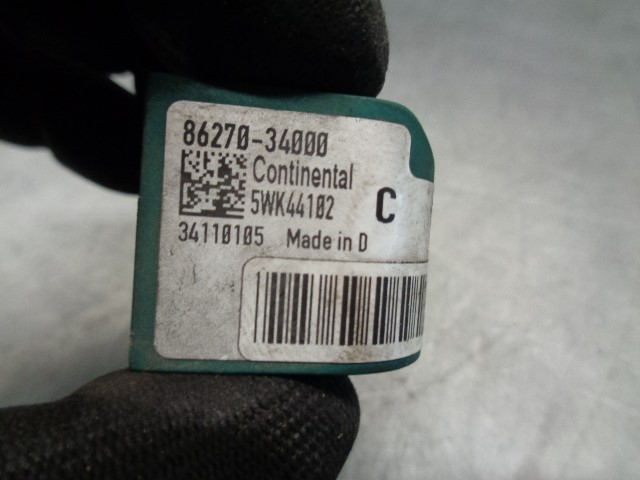 86270-34000
Continental
5WK44102
C
34110105 Made in D